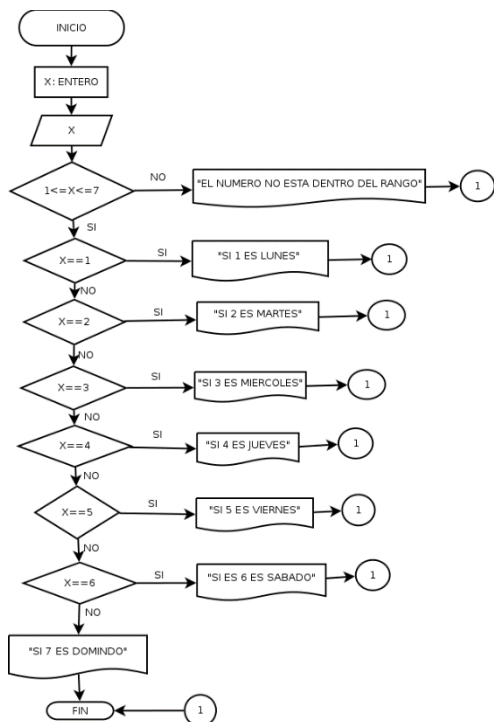 INICIO
X: ENTERO
X
1<=X<=7
NO
"EL NUMERO NO ESTA DENTRO DEL RANGO"
1
SI
X==1
SI
"SI 1 ES LUNES"
1
NO
X==2
SI
"SI 2 ES MARTES"
1
NO
X==3
SI
"SI 3 ES MIERCOLES"
1
NO
X==4
SI
"SI 4 ES JUEVES"
1
NO
X==5
SI
"SI 5 ES VIERNES"
1
NO
X==6
SI
"SI ES 6 ES SABADO"
1
NO
"SI 7 ES DOMINDO"
FIN
1